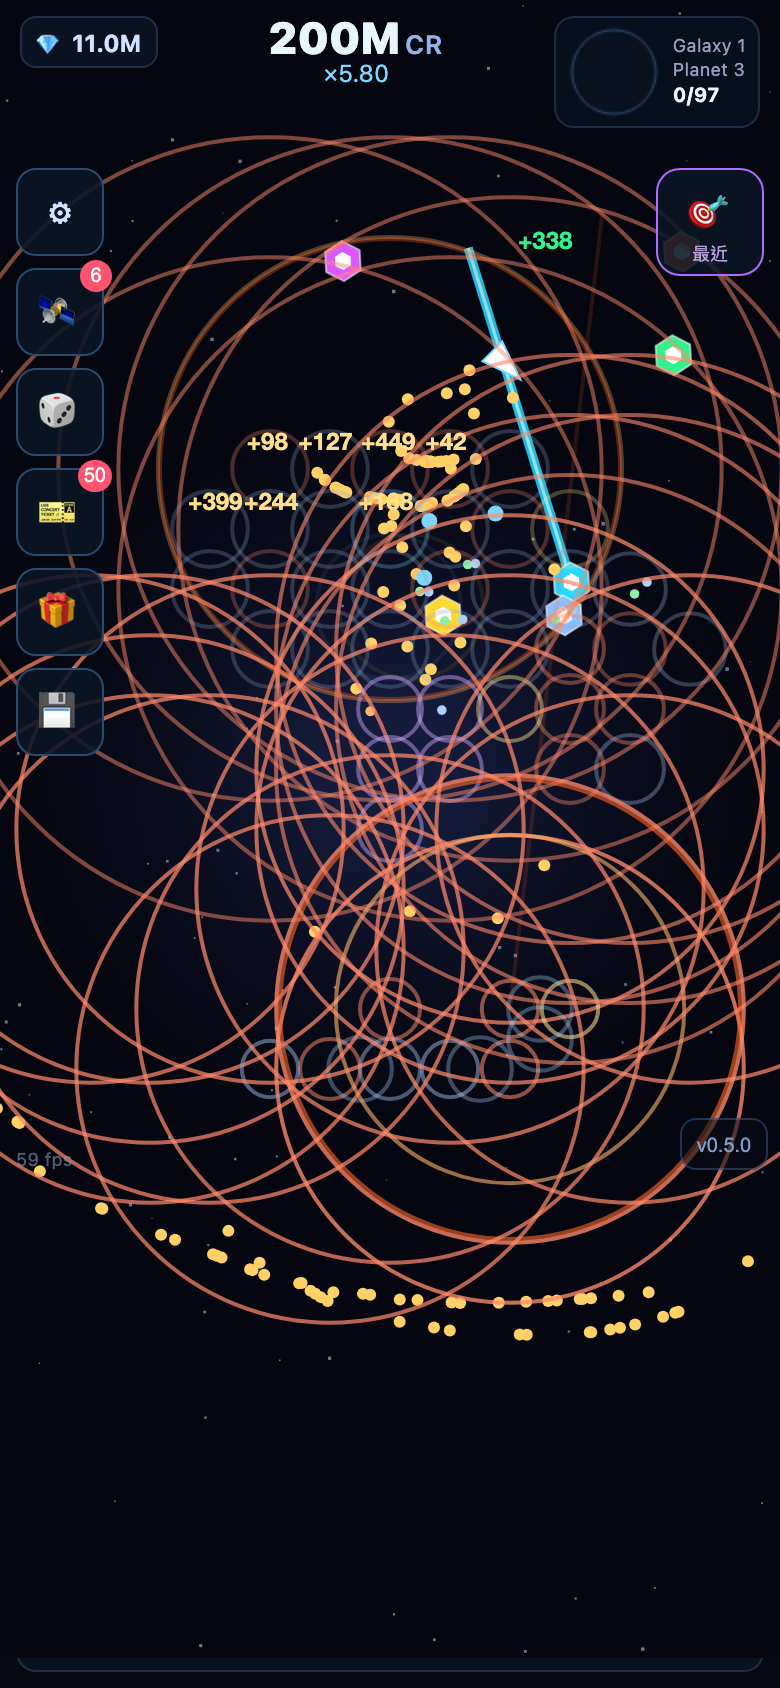 11.0M
200M CR
×5.80
Galaxy 1
Planet 3
0/97
最近
6
50
+338
+98 +127 +449 +42
+399 +244 +168
59 fps
v0.5.0